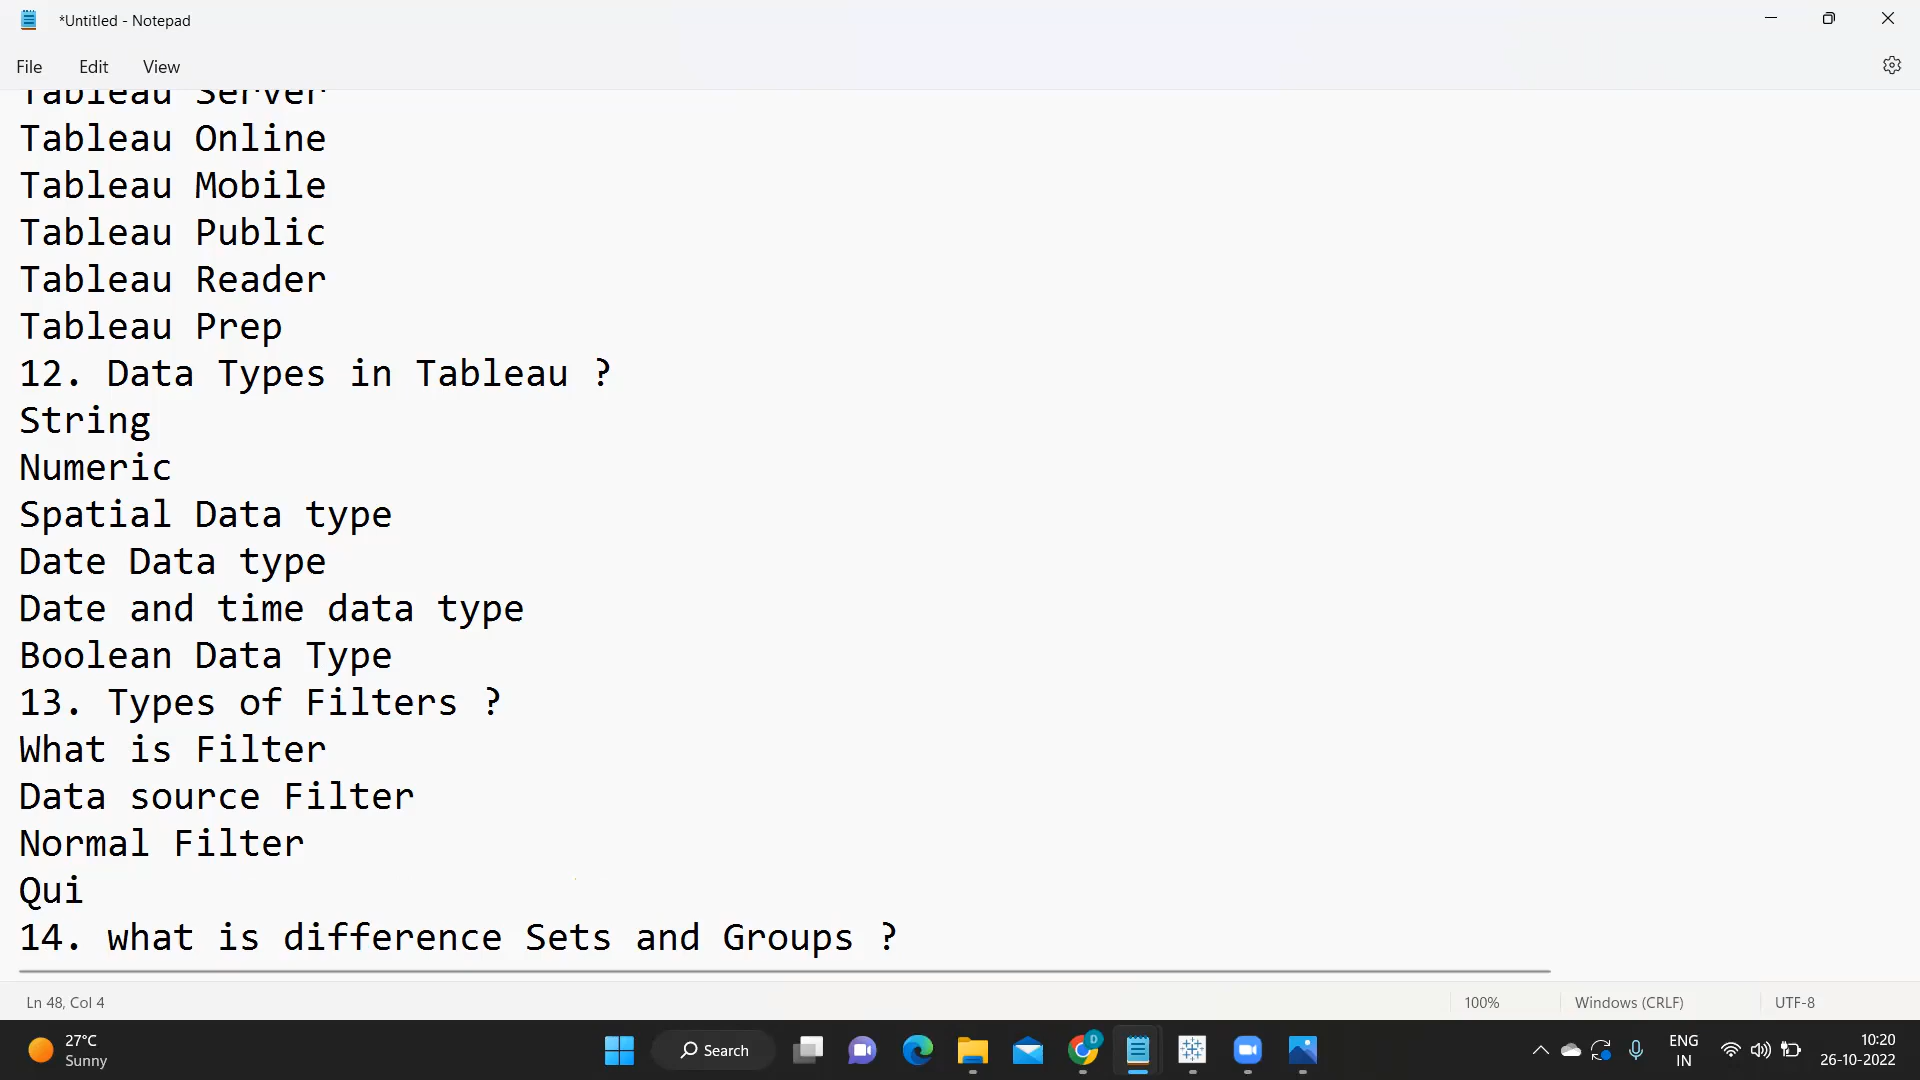 *Untitled - Notepad
File Edit View
Tableau Server
Tableau Online
Tableau Mobile
Tableau Public
Tableau Reader
Tableau Prep
12. Data Types in Tableau ?
String
Numeric
Spatial Data type
Date Data type
Date and time data type
Boolean Data Type
13. Types of Filters ?
What is Filter
Data source Filter
Normal Filter
Qui
14. what is difference Sets and Groups ?
Ln 48, Col 4 100% Windows (CRLF) UTF-8
27°C
Sunny
Search
D
ENG
IN
10:20
26-10-2022